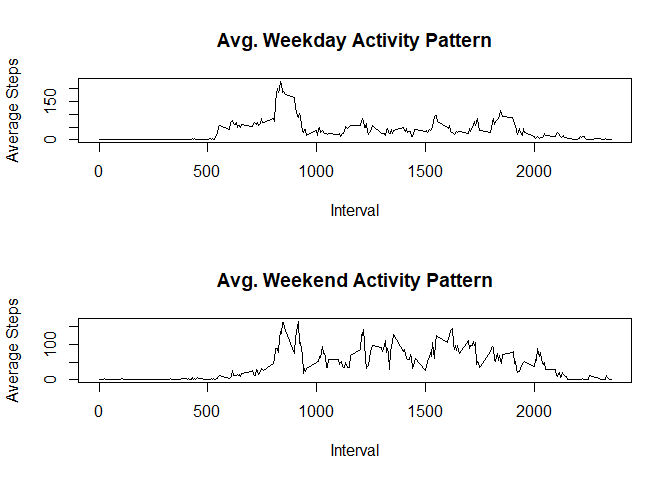 Avg. Weekday Activity Pattern
Average Steps
0 150
0 500 1000 1500 2000
Interval
Avg. Weekend Activity Pattern
Average Steps
0 100
0 500 1000 1500 2000
Interval